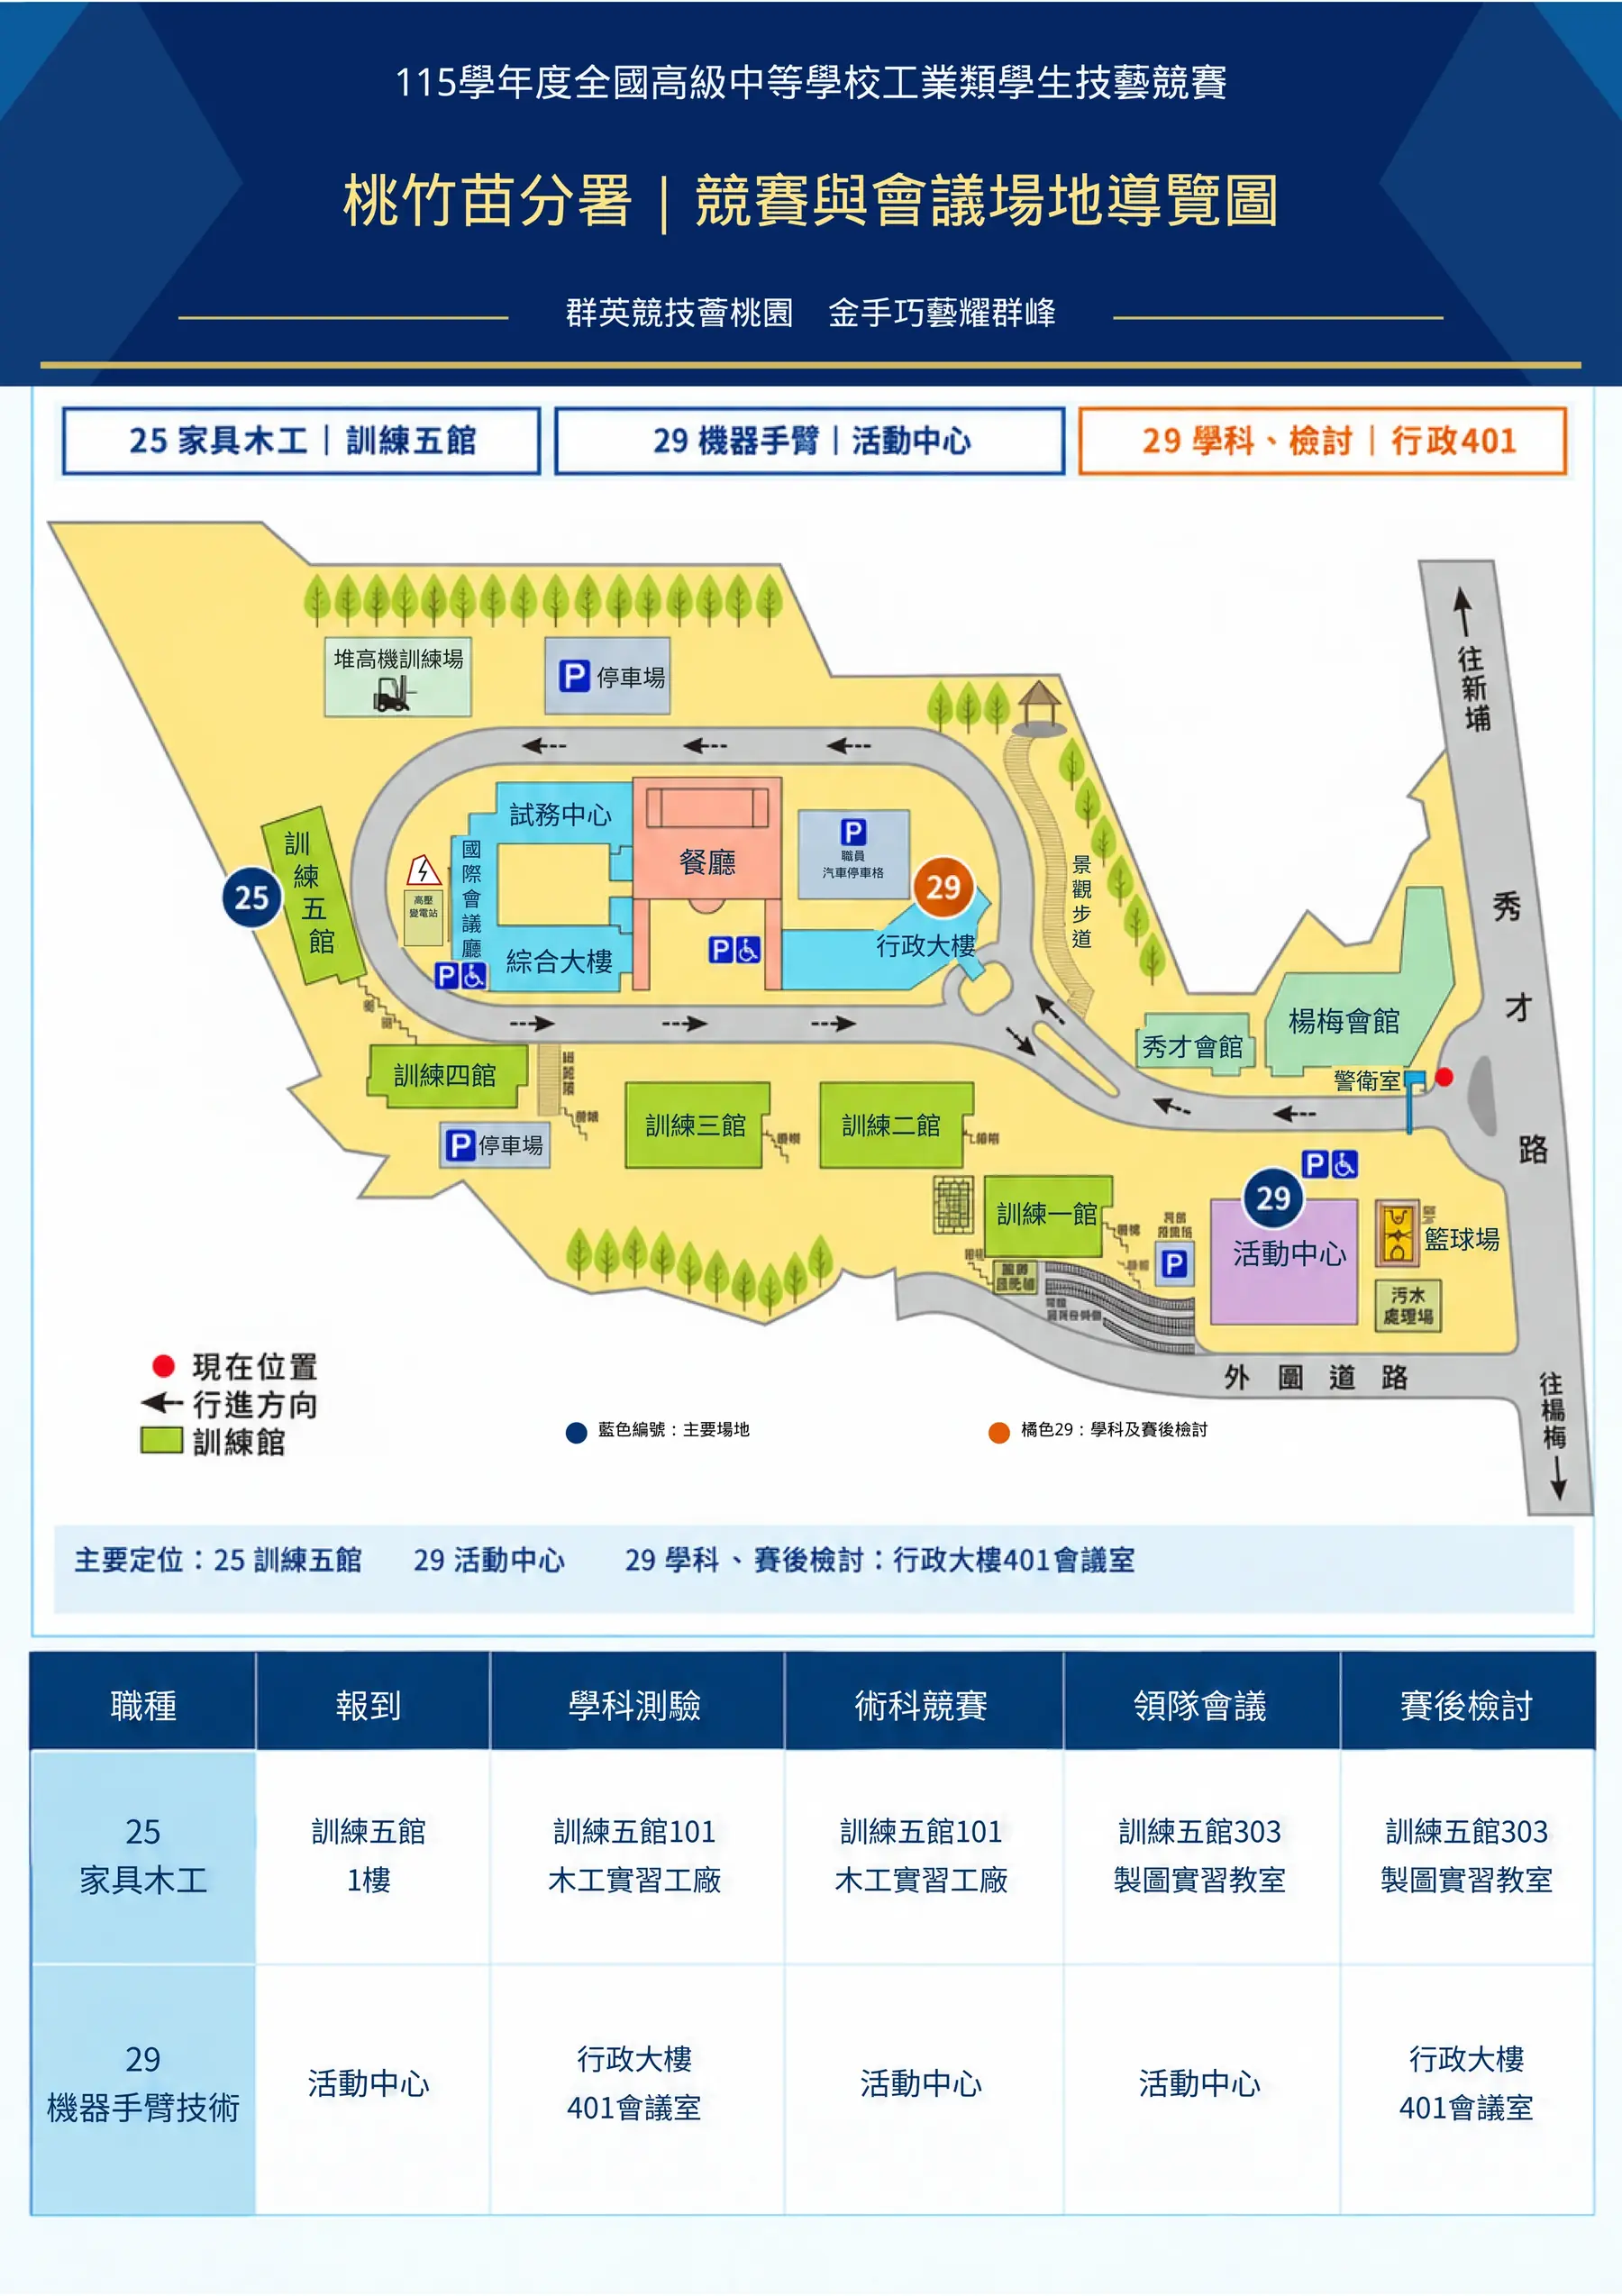 115學年度全國高級中等學校工業類學生技藝競賽
桃竹苗分署｜競賽與會議場地導覽圖
群英競技薈桃園　金手巧藝耀群峰
25 家具木工｜訓練五館
29 機器手臂｜活動中心
29 學科、檢討｜行政401
堆高機訓練場
P 停車場
往新埔
試務中心
國際會議廳
餐廳
P
職員
汽車停車格
29
行政大樓
景觀步道
訓練五館
25
高壓
變電站
綜合大樓
P
P
秀才路
楊梅會館
秀才會館
警衛室
訓練四館
P 停車場
訓練三館
訓練二館
訓練一館
P
P
29
活動中心
籃球場
污水
處理場
外圍道路
往楊梅
現在位置
行進方向
訓練館
藍色編號：主要場地
橘色29：學科及賽後檢討
主要定位：25 訓練五館　29 活動中心　29 學科、賽後檢討：行政大樓401會議室
職種 報到 學科測驗 術科競賽 領隊會議 賽後檢討
25 訓練五館 訓練五館101 訓練五館101 訓練五館303 訓練五館303
家具木工 1樓 木工實習工廠 木工實習工廠 製圖實習教室 製圖實習教室
29 行政大樓 行政大樓
活動中心 活動中心 活動中心
機器手臂技術 401會議室 401會議室